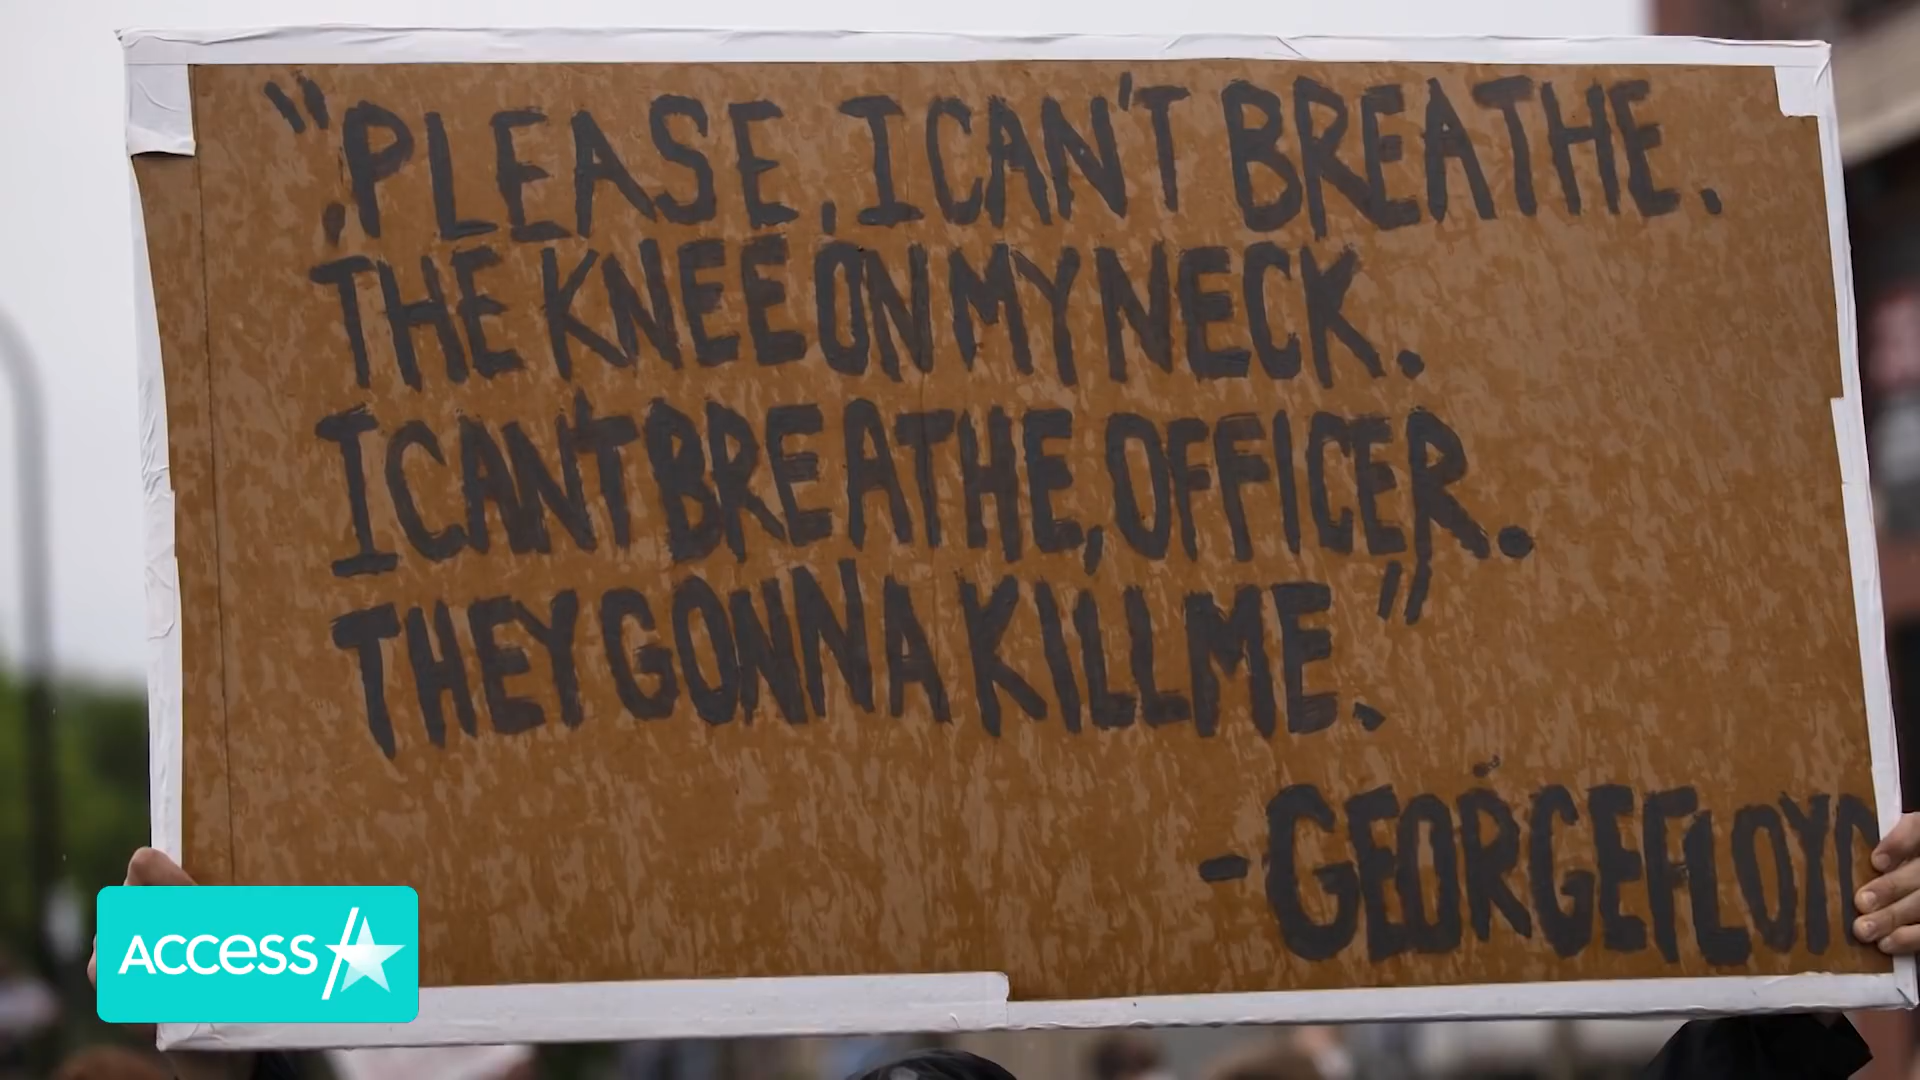 "PLEASE, I CAN'T BREATHE.
THE KNEE ON MY NECK.
I CAN'T BREATHE, OFFICER.
THEY GONNA KILL ME."
-GEORGE FLOYD
ACCESS